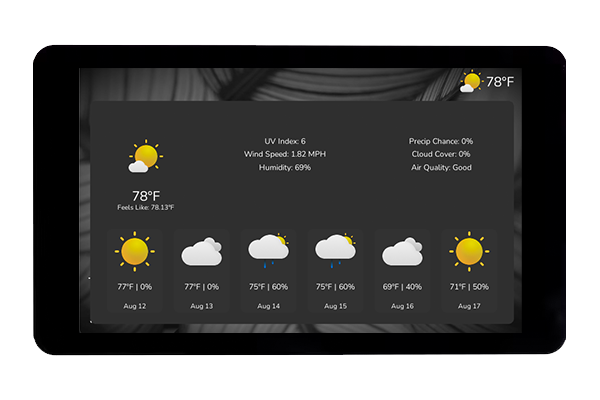 78°F
UV Index: 6
Wind Speed: 1.82 MPH
Humidity: 69%
Precip Chance: 0%
Cloud Cover: 0%
Air Quality: Good
78°F
Feels Like: 78.13°F
77°F | 0%
77°F | 0%
75°F | 60%
75°F | 60%
69°F | 40%
71°F | 50%
Aug 12
Aug 13
Aug 14
Aug 15
Aug 16
Aug 17